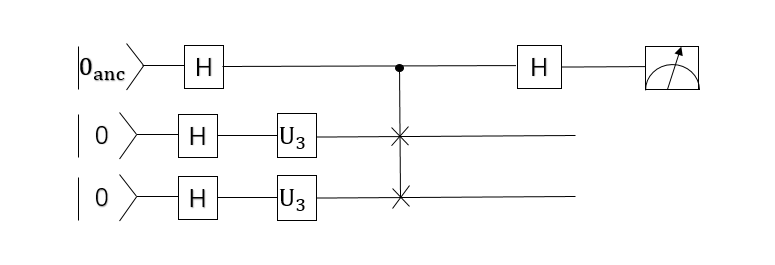 |0anc⟩ H H
|0⟩ H U₃
|0⟩ H U₃